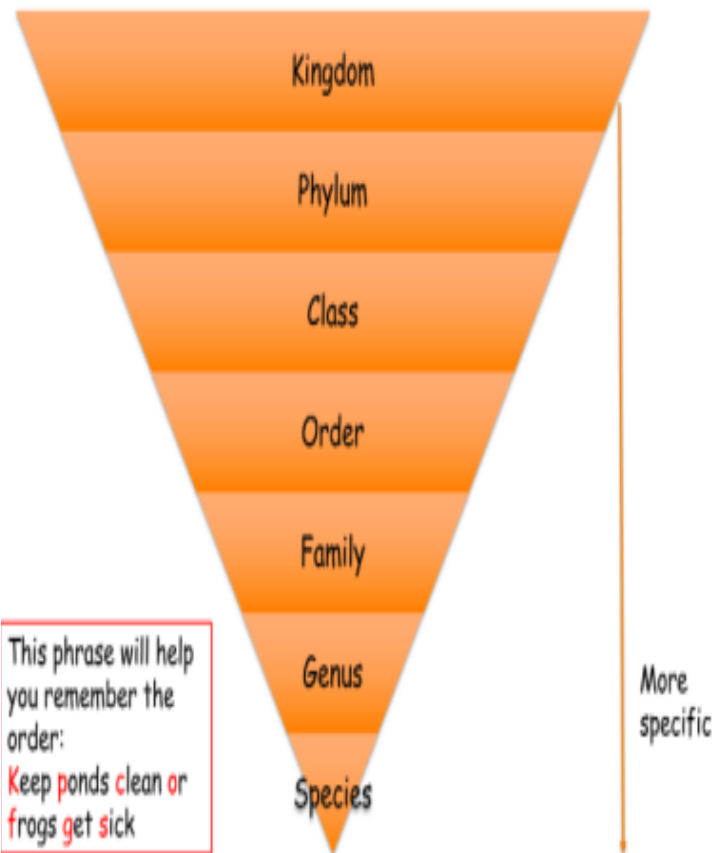 Kingdom
Phylum
Class
Order
Family
Genus
Species
More
specific
This phrase will help
you remember the
order:
Keep ponds clean or
frogs get sick